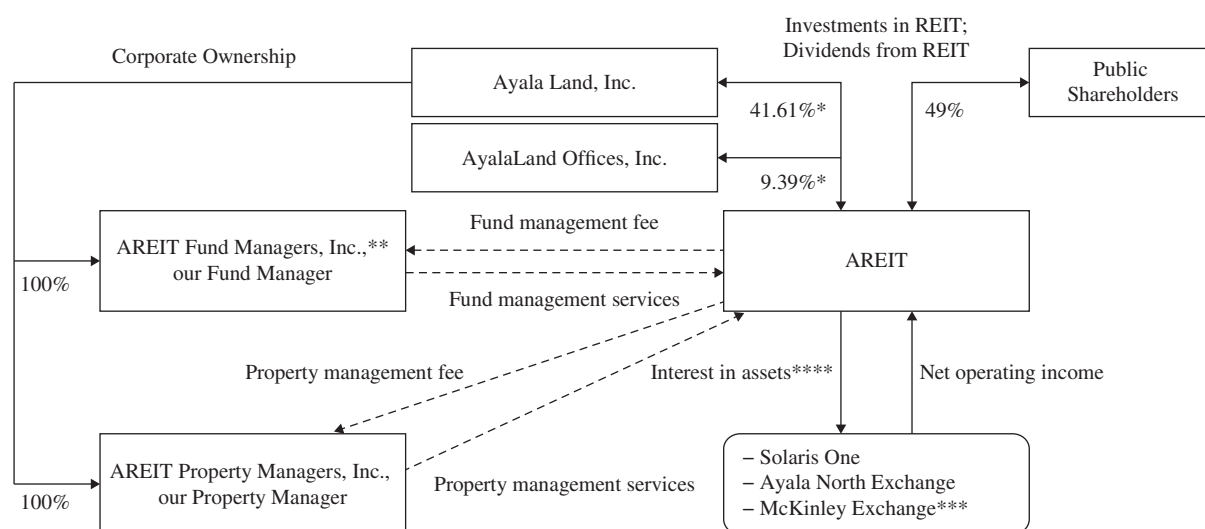 Investments in REIT;
Dividends from REIT
Corporate Ownership
Ayala Land, Inc.
Public
Shareholders
41.61%*
49%
AyalaLand Offices, Inc.
9.39%*
Fund management fee
AREIT Fund Managers, Inc.,**
our Fund Manager
AREIT
100%
Fund management services
Property management fee
Interest in assets****
Net operating income
AREIT Property Managers, Inc.,
our Property Manager
– Solaris One
– Ayala North Exchange
– McKinley Exchange***
100%
Property management services